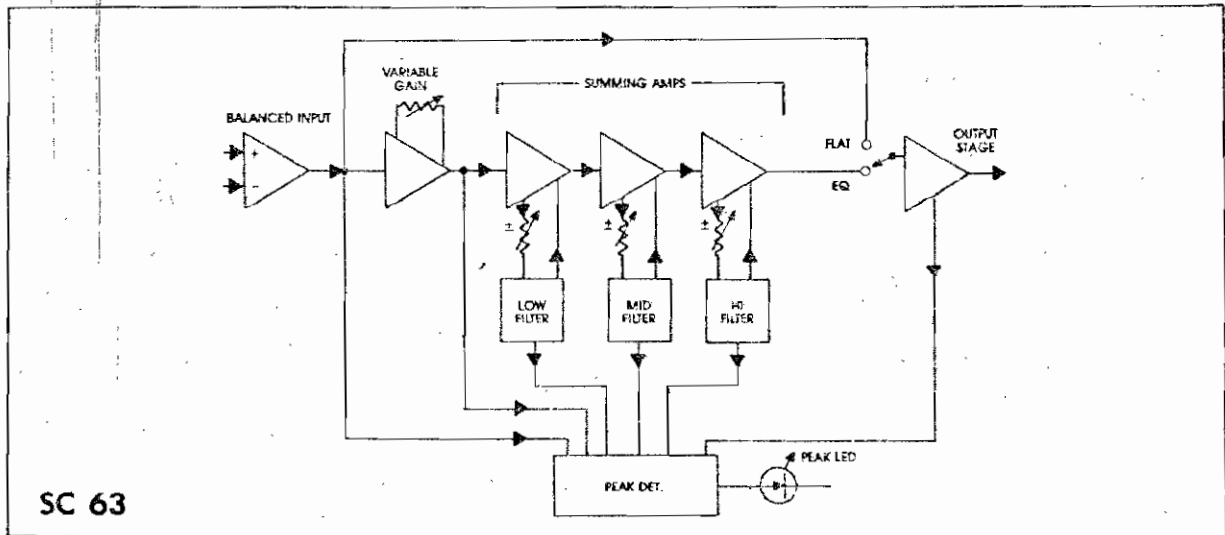 VARIABLE
GAIN
SUMMING AMPS
BALANCED INPUT
+
−
FLAT
EQ
OUTPUT
STAGE
±
±
±
LOW
FILTER
MID
FILTER
HI
FILTER
PEAK DET.
PEAK LED
SC 63